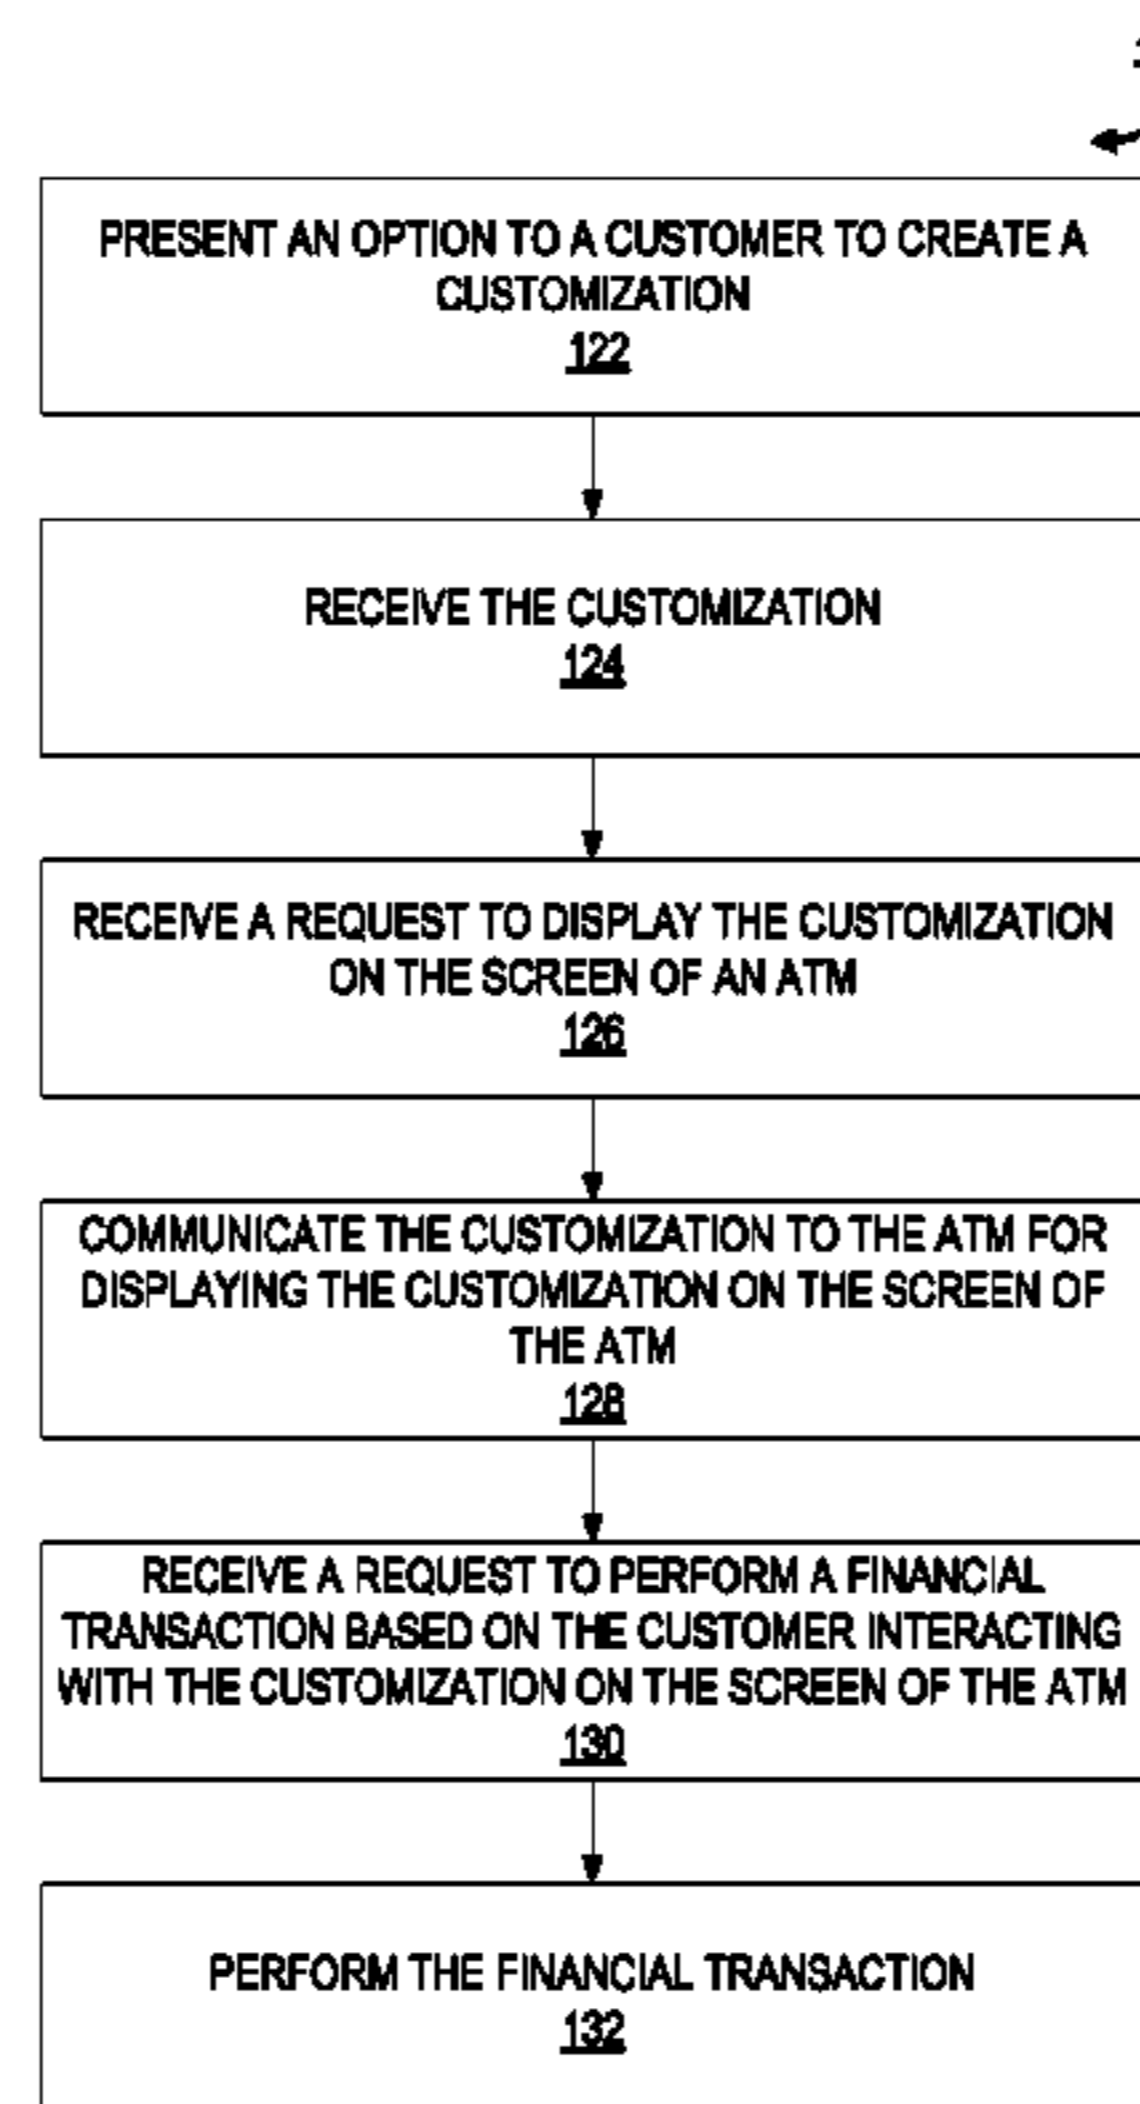 PRESENT AN OPTION TO A CUSTOMER TO CREATE A
CUSTOMIZATION
122
RECEIVE THE CUSTOMIZATION
124
RECEIVE A REQUEST TO DISPLAY THE CUSTOMIZATION
ON THE SCREEN OF AN ATM
126
COMMUNICATE THE CUSTOMIZATION TO THE ATM FOR
DISPLAYING THE CUSTOMIZATION ON THE SCREEN OF
THE ATM
128
RECEIVE A REQUEST TO PERFORM A FINANCIAL
TRANSACTION BASED ON THE CUSTOMER INTERACTING
WITH THE CUSTOMIZATION ON THE SCREEN OF THE ATM
130
PERFORM THE FINANCIAL TRANSACTION
132